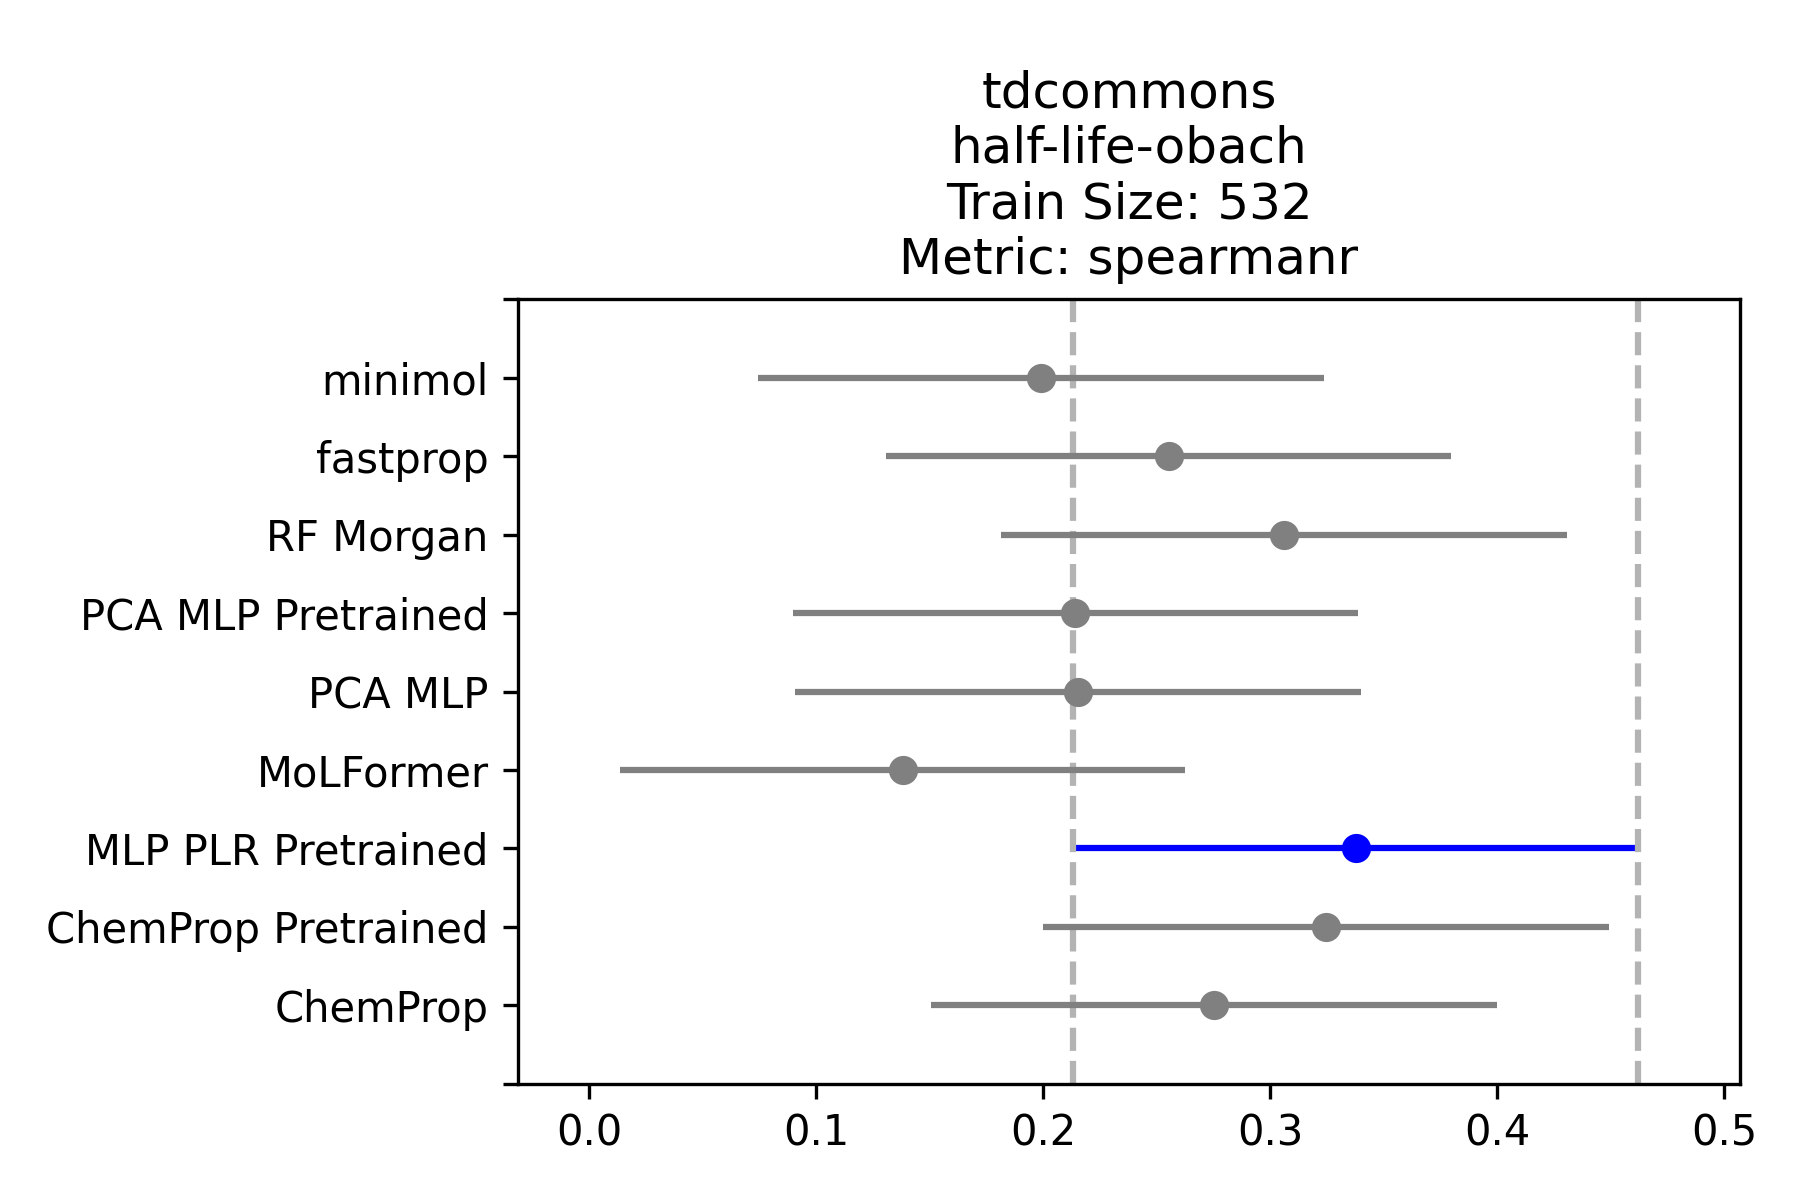 tdcommons
half-life-obach
Train Size: 532
Metric: spearmanr
minimol
fastprop
RF Morgan
PCA MLP Pretrained
PCA MLP
MoLFormer
MLP PLR Pretrained
ChemProp Pretrained
ChemProp
0.0 0.1 0.2 0.3 0.4 0.5